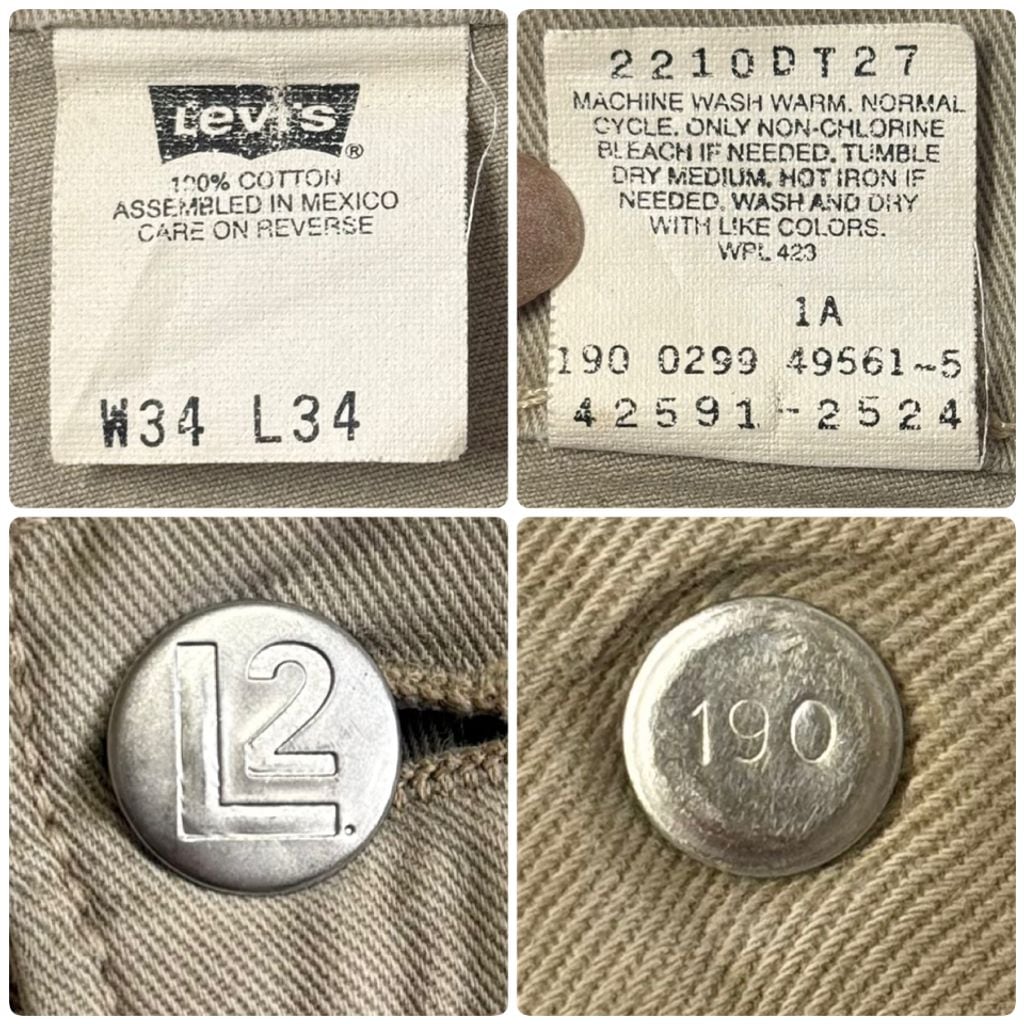 Levi's
®
100% COTTON
ASSEMBLED IN MEXICO
CARE ON REVERSE
W34 L34
2210DT27
MACHINE WASH WARM. NORMAL
CYCLE. ONLY NON-CHLORINE
BLEACH IF NEEDED. TUMBLE
DRY MEDIUM. HOT IRON IF
NEEDED. WASH AND DRY
WITH LIKE COLORS.
WPL 423
1A
190 0299 49561~5
42591-2524
L2.
190